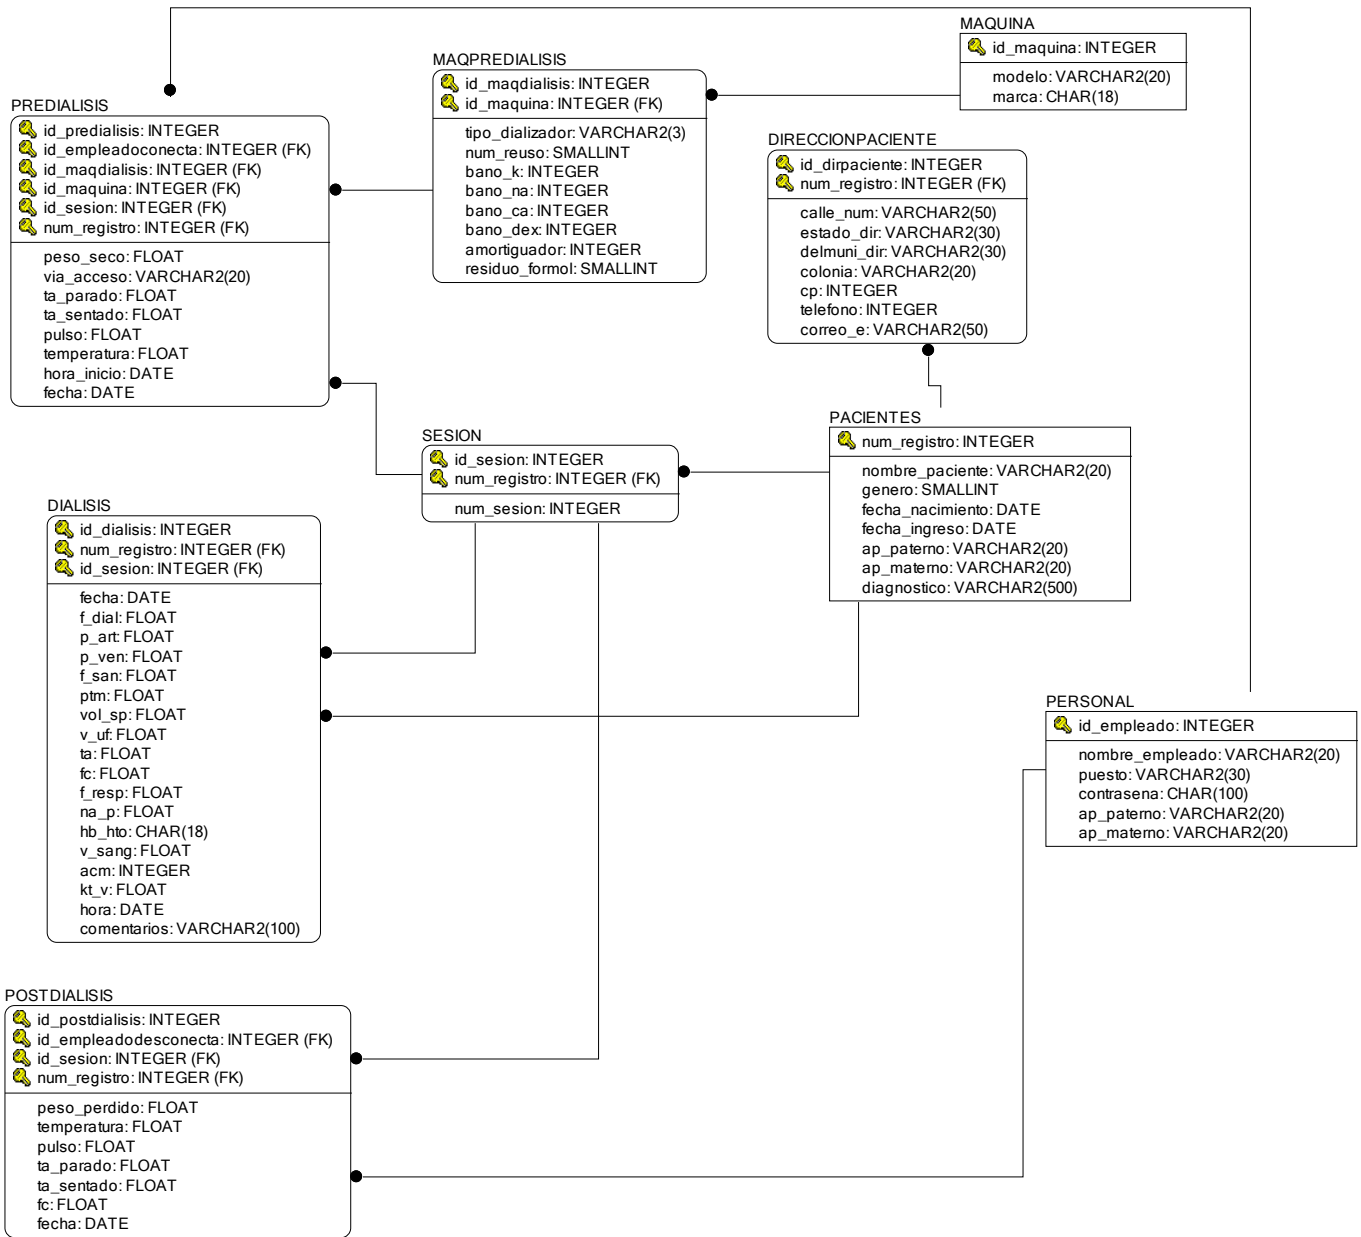 MAQUINA
id_maquina: INTEGER
modelo: VARCHAR2(20)
marca: CHAR(18)
MAQPREDIALISIS
id_maqdialisis: INTEGER
id_maquina: INTEGER (FK)
tipo_dializador: VARCHAR2(3)
num_reuso: SMALLINT
bano_k: INTEGER
bano_na: INTEGER
bano_ca: INTEGER
bano_dex: INTEGER
amortiguador: INTEGER
residuo_formol: SMALLINT
PREDIALISIS
id_predialisis: INTEGER
id_empleadoconecta: INTEGER (FK)
id_maqdialisis: INTEGER (FK)
id_maquina: INTEGER (FK)
id_sesion: INTEGER (FK)
num_registro: INTEGER (FK)
peso_seco: FLOAT
via_acceso: VARCHAR2(20)
ta_parado: FLOAT
ta_sentado: FLOAT
pulso: FLOAT
temperatura: FLOAT
hora_inicio: DATE
fecha: DATE
DIRECCIONPACIENTE
id_dirpaciente: INTEGER
num_registro: INTEGER (FK)
calle_num: VARCHAR2(50)
estado_dir: VARCHAR2(30)
delmuni_dir: VARCHAR2(30)
colonia: VARCHAR2(20)
cp: INTEGER
telefono: INTEGER
correo_e: VARCHAR2(50)
PACIENTES
num_registro: INTEGER
nombre_paciente: VARCHAR2(20)
genero: SMALLINT
fecha_nacimiento: DATE
fecha_ingreso: DATE
ap_paterno: VARCHAR2(20)
ap_materno: VARCHAR2(20)
diagnostico: VARCHAR2(500)
SESION
id_sesion: INTEGER
num_registro: INTEGER (FK)
num_sesion: INTEGER
DIALISIS
id_dialisis: INTEGER
num_registro: INTEGER (FK)
id_sesion: INTEGER (FK)
fecha: DATE
f_dial: FLOAT
p_art: FLOAT
p_ven: FLOAT
f_san: FLOAT
ptm: FLOAT
vol_sp: FLOAT
v_uf: FLOAT
ta: FLOAT
fc: FLOAT
f_resp: FLOAT
na_p: FLOAT
hb_hto: CHAR(18)
v_sang: FLOAT
acm: INTEGER
kt_v: FLOAT
hora: DATE
comentarios: VARCHAR2(100)
PERSONAL
id_empleado: INTEGER
nombre_empleado: VARCHAR2(20)
puesto: VARCHAR2(30)
contrasena: CHAR(100)
ap_paterno: VARCHAR2(20)
ap_materno: VARCHAR2(20)
POSTDIALISIS
id_postdialisis: INTEGER
id_empleadodesconecta: INTEGER (FK)
id_sesion: INTEGER (FK)
num_registro: INTEGER (FK)
peso_perdido: FLOAT
temperatura: FLOAT
pulso: FLOAT
ta_parado: FLOAT
ta_sentado: FLOAT
fc: FLOAT
fecha: DATE